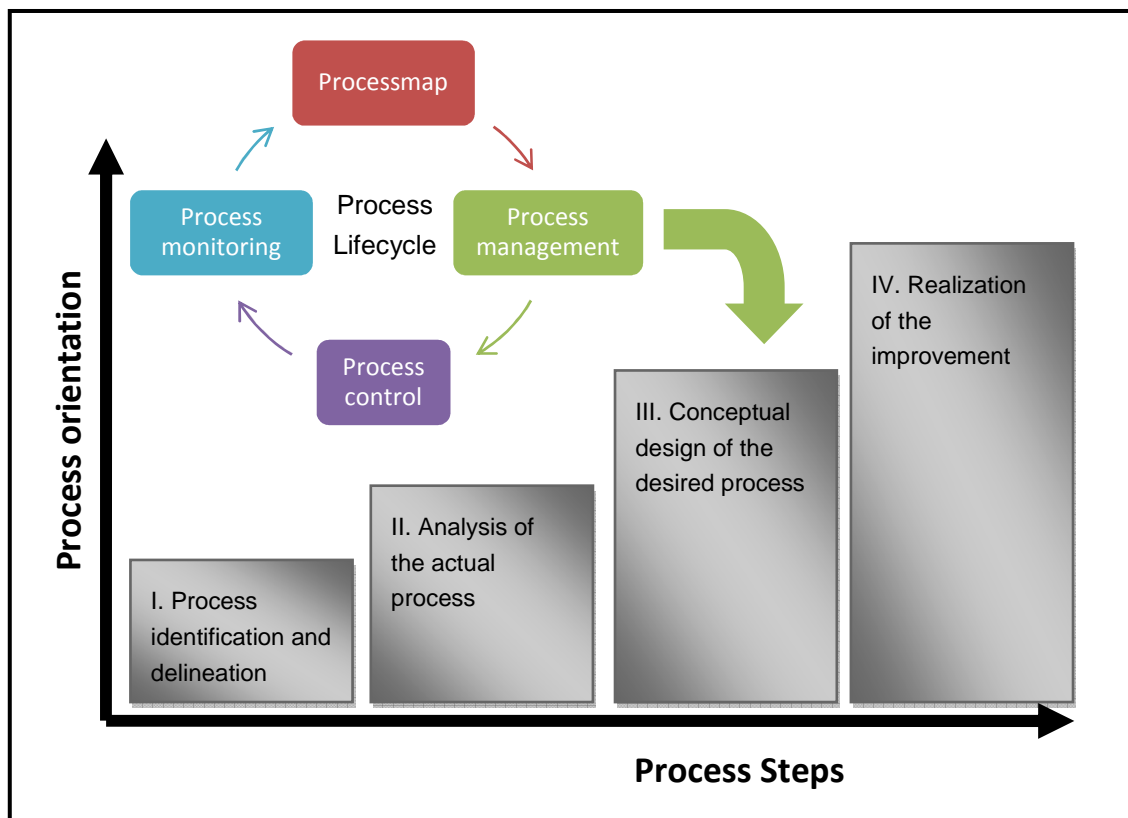 Processmap
Process
monitoring
Process
Lifecycle
Process
management
Process
control
Process orientation
I. Process
identification and
delineation
II. Analysis of
the actual
process
III. Conceptual
design of the
desired process
IV. Realization
of the
improvement
Process Steps